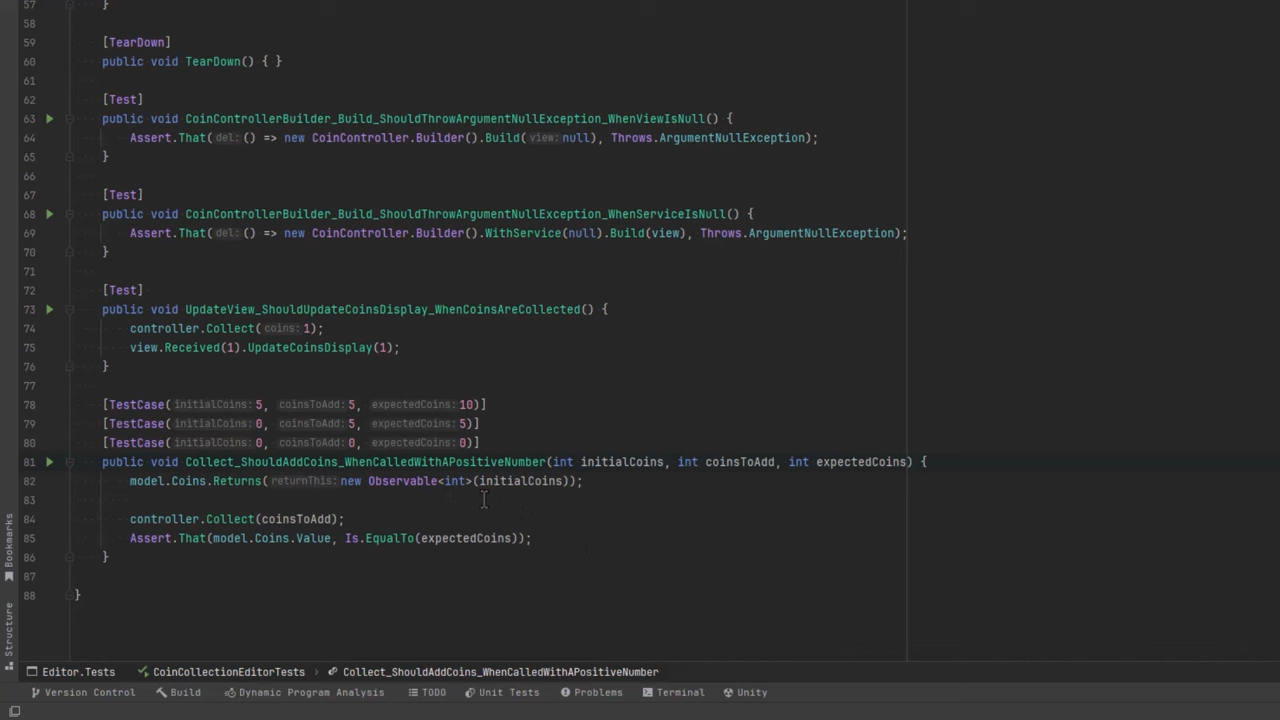 57 }
58
59 [TearDown]
60 public void TearDown() { }
61
62 [Test]
63 public void CoinControllerBuilder_Build_ShouldThrowArgumentNullException_WhenViewIsNull() {
64 Assert.That(del: () => new CoinController.Builder().Build(view: null), Throws.ArgumentNullException);
65 }
66
67 [Test]
68 public void CoinControllerBuilder_Build_ShouldThrowArgumentNullException_WhenServiceIsNull() {
69 Assert.That(del: () => new CoinController.Builder().WithService(null).Build(view), Throws.ArgumentNullException);
70 }
71
72 [Test]
73 public void UpdateView_ShouldUpdateCoinsDisplay_WhenCoinsAreCollected() {
74 controller.Collect(coins: 1);
75 view.Received(1).UpdateCoinsDisplay(1);
76 }
77
78 [TestCase(initialCoins: 5, coinsToAdd: 5, expectedCoins: 10)]
79 [TestCase(initialCoins: 0, coinsToAdd: 5, expectedCoins: 5)]
80 [TestCase(initialCoins: 0, coinsToAdd: 0, expectedCoins: 0)]
81 public void Collect_ShouldAddCoins_WhenCalledWithAPositiveNumber(int initialCoins, int coinsToAdd, int expectedCoins) {
82 model.Coins.Returns(returnThis: new Observable<int>(initialCoins));
83
84 controller.Collect(coinsToAdd);
85 Assert.That(model.Coins.Value, Is.EqualTo(expectedCoins));
86 }
87
88 }
Bookmarks
Structure
Editor.Tests CoinCollectionEditorTests Collect_ShouldAddCoins_WhenCalledWithAPositiveNumber
Version Control Build Dynamic Program Analysis TODO Unit Tests Problems Terminal Unity